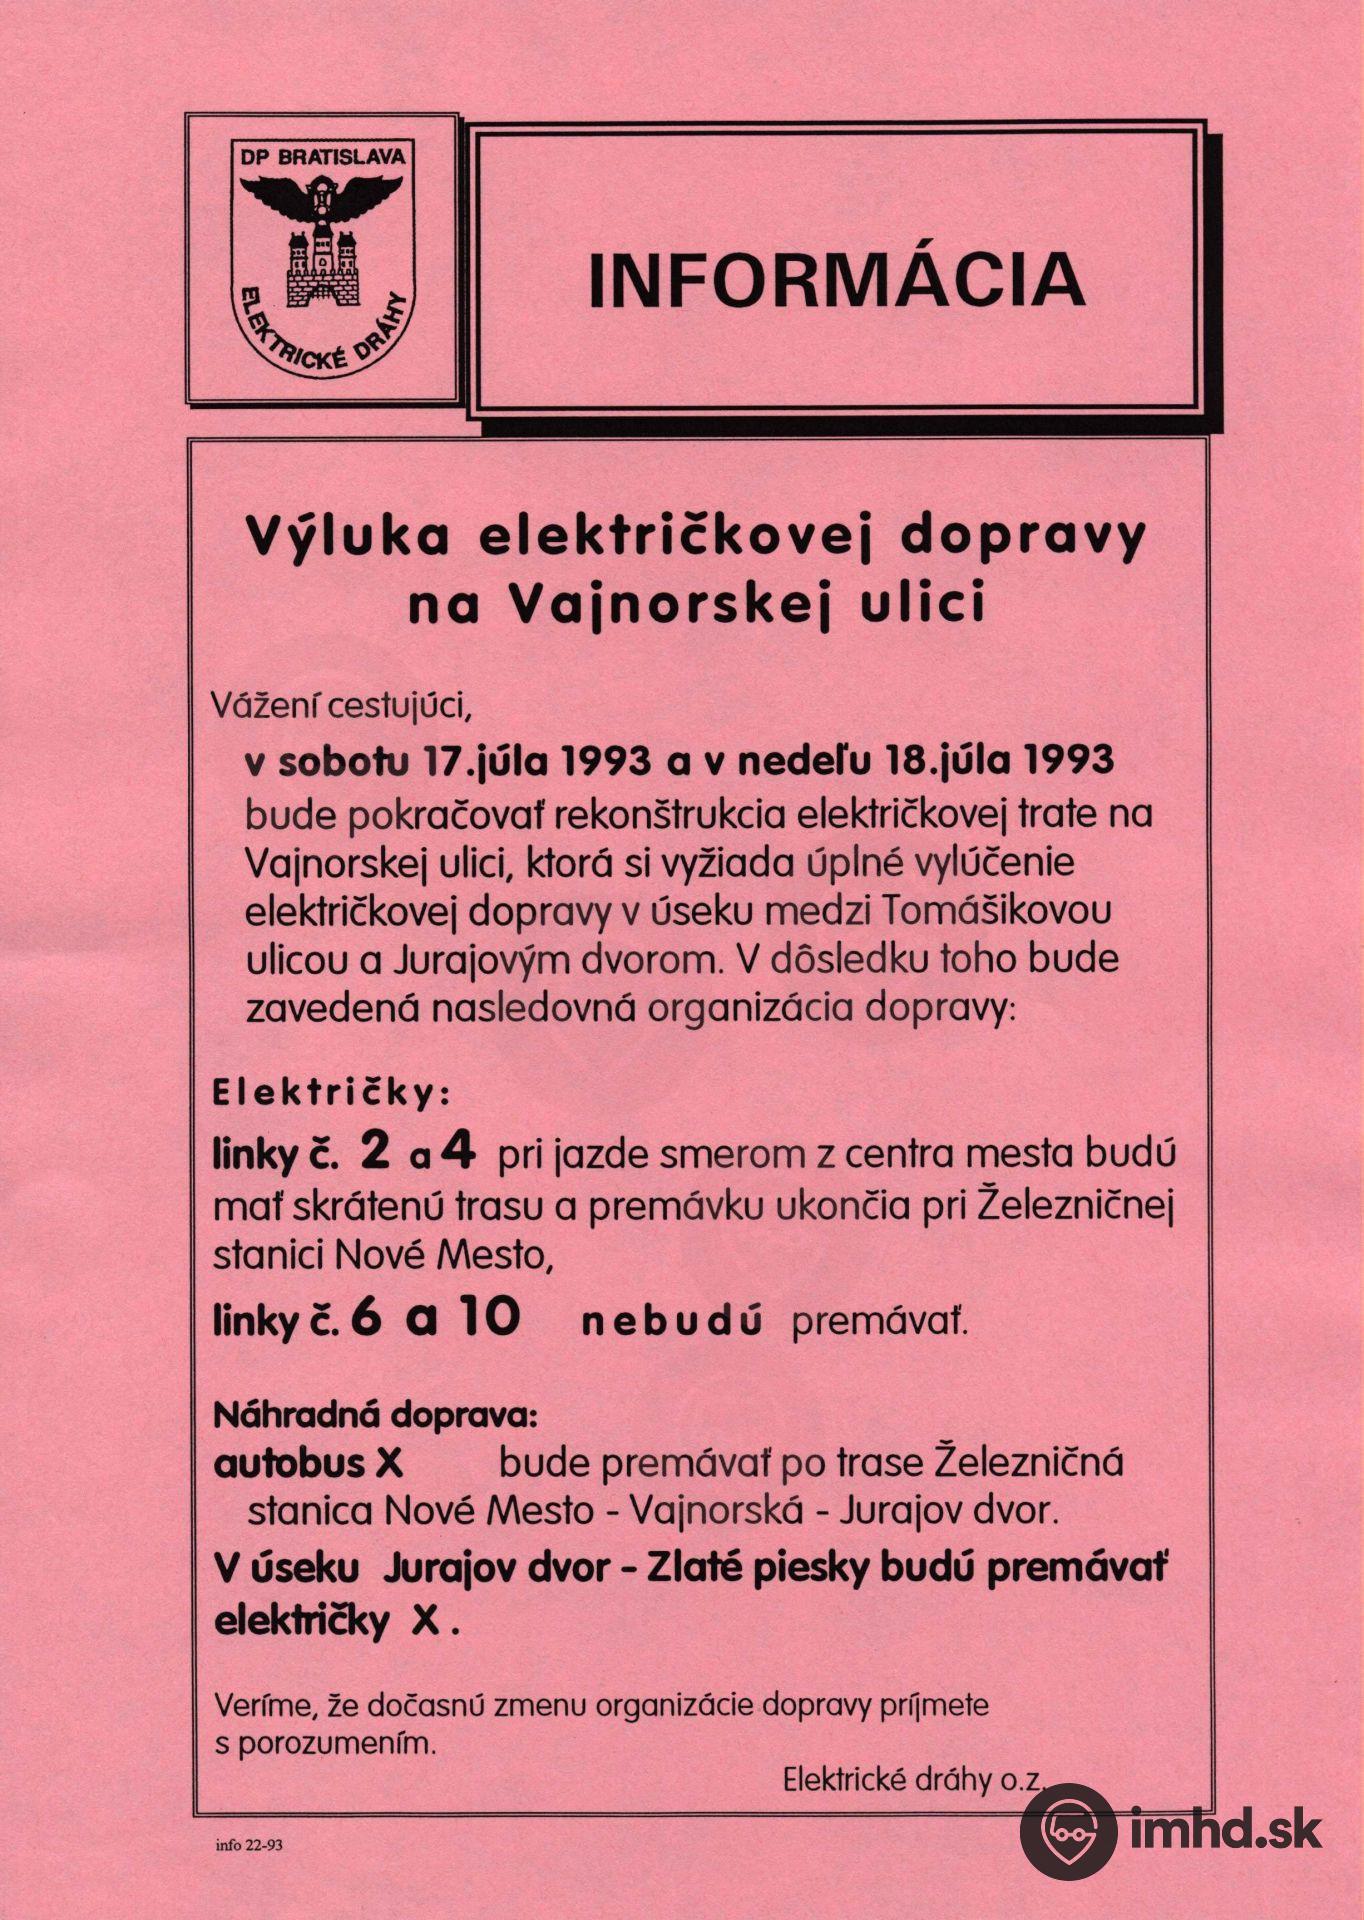 DP BRATISLAVA
ELEKTRICKÉ DRÁHY
INFORMÁCIA
Výluka električkovej dopravy
na Vajnorskej ulici
Vážení cestujúci,
v sobotu 17.júla 1993 a v nedeľu 18.júla 1993
bude pokračovať rekonštrukcia električkovej trate na
Vajnorskej ulici, ktorá si vyžiada úplné vylúčenie
električkovej dopravy v úseku medzi Tomášikovou
ulicou a Jurajovým dvorom. V dôsledku toho bude
zavedená nasledovná organizácia dopravy:
Električky:
linky č. 2 a 4 pri jazde smerom z centra mesta budú
mať skrátenú trasu a premávku ukončia pri Železničnej
stanici Nové Mesto,
linky č. 6 a 10 nebudú premávať.
Náhradná doprava:
autobus X bude premávať po trase Železničná
stanica Nové Mesto - Vajnorská - Jurajov dvor.
V úseku Jurajov dvor - Zlaté piesky budú premávať
električky X .
Veríme, že dočasnú zmenu organizácie dopravy príjmete
s porozumením.
Elektrické dráhy o.z.
info 22-93
imhd.sk